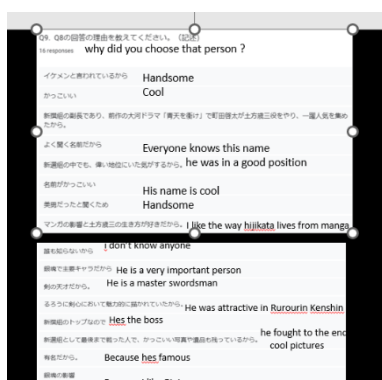 Q9. Q8の回答の理由を教えてください。（記述）
16 responses why did you choose that person ?
イケメンと言われているから Handsome
かっこいい Cool
新撰組の副長であり、前作の大河ドラマ「青天を衝け」で町田啓太が土方歳三役をやり、一躍人気を集めたから。
よく聞く名前だから Everyone knows this name
新選組の中でも、偉い地位にいた気がするから。 he was in a good position
名前がかっこいい His name is cool
美男だったと聞くため Handsome
マンガの影響と土方歳三の生き方が好きだから。 I like the way hijikata lives from manga
誰も知らないから I don't know anyone
銀魂で主要キャラだから He is a very important person
剣の天才だから。 He is a master swordsman
るろうに剣心において魅力的に描かれていたから。 He was attractive in Rurourin Kenshin
新撰組のトップなので Hes the boss
新選組として最後まで戦った人で、かっこいい写真や遺品も残っているから。 he fought to the end
cool pictures
有名だから。 Because hes famous
銀魂の影響